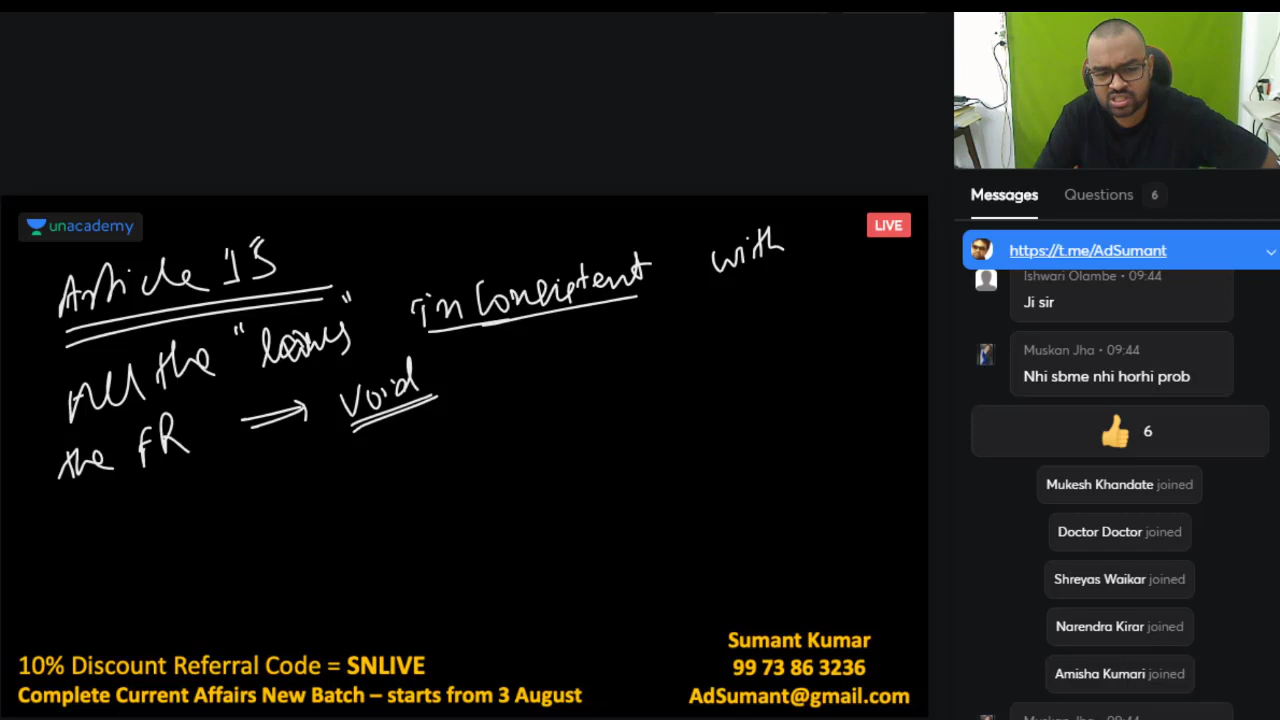 unacademy
LIVE
Article 13
All the "laws" inconsistent with
the FR ⇒ Void
10% Discount Referral Code = SNLIVE
Complete Current Affairs New Batch – starts from 3 August
Sumant Kumar
99 73 86 3236
AdSumant@gmail.com
Messages Questions 6
https://t.me/AdSumant
Ishwari Olambe • 09:44
Ji sir
Muskan Jha • 09:44
Nhi sbme nhi horhi prob
👍 6
Mukesh Khandate joined
Doctor Doctor joined
Shreyas Waikar joined
Narendra Kirar joined
Amisha Kumari joined